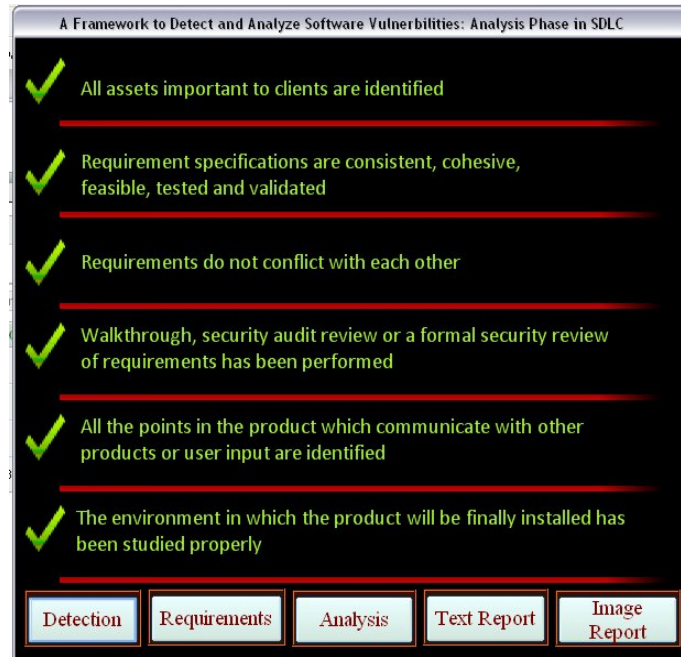 A Framework to Detect and Analyze Software Vulnerbilities: Analysis Phase in SDLC
All assets important to clients are identified
Requirement specifications are consistent, cohesive,
feasible, tested and validated
Requirements do not conflict with each other
Walkthrough, security audit review or a formal security review
of requirements has been performed
All the points in the product which communicate with other
products or user input are identified
The environment in which the product will be finally installed has
been studied properly
Detection
Requirements
Analysis
Text Report
Image
Report